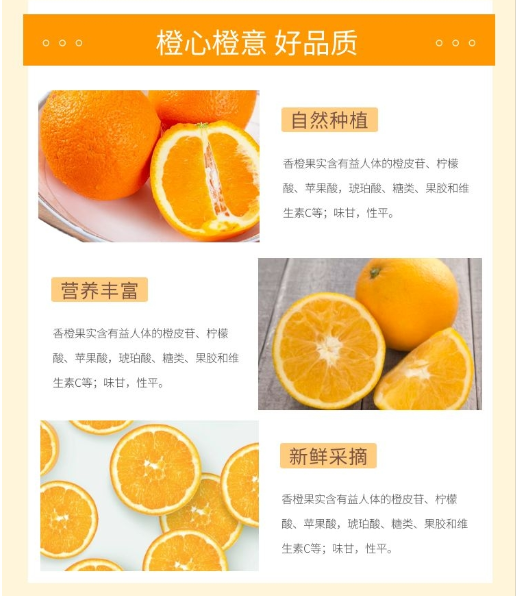 橙心橙意 好品质
自然种植
香橙果实含有益人体的橙皮苷、柠檬
酸、苹果酸，琥珀酸、糖类、果胶和维
生素C等；味甘，性平。
营养丰富
香橙果实含有益人体的橙皮苷、柠檬
酸、苹果酸，琥珀酸、糖类、果胶和维
生素C等；味甘，性平。
新鲜采摘
香橙果实含有益人体的橙皮苷、柠檬
酸、苹果酸，琥珀酸、糖类、果胶和维
生素C等；味甘，性平。